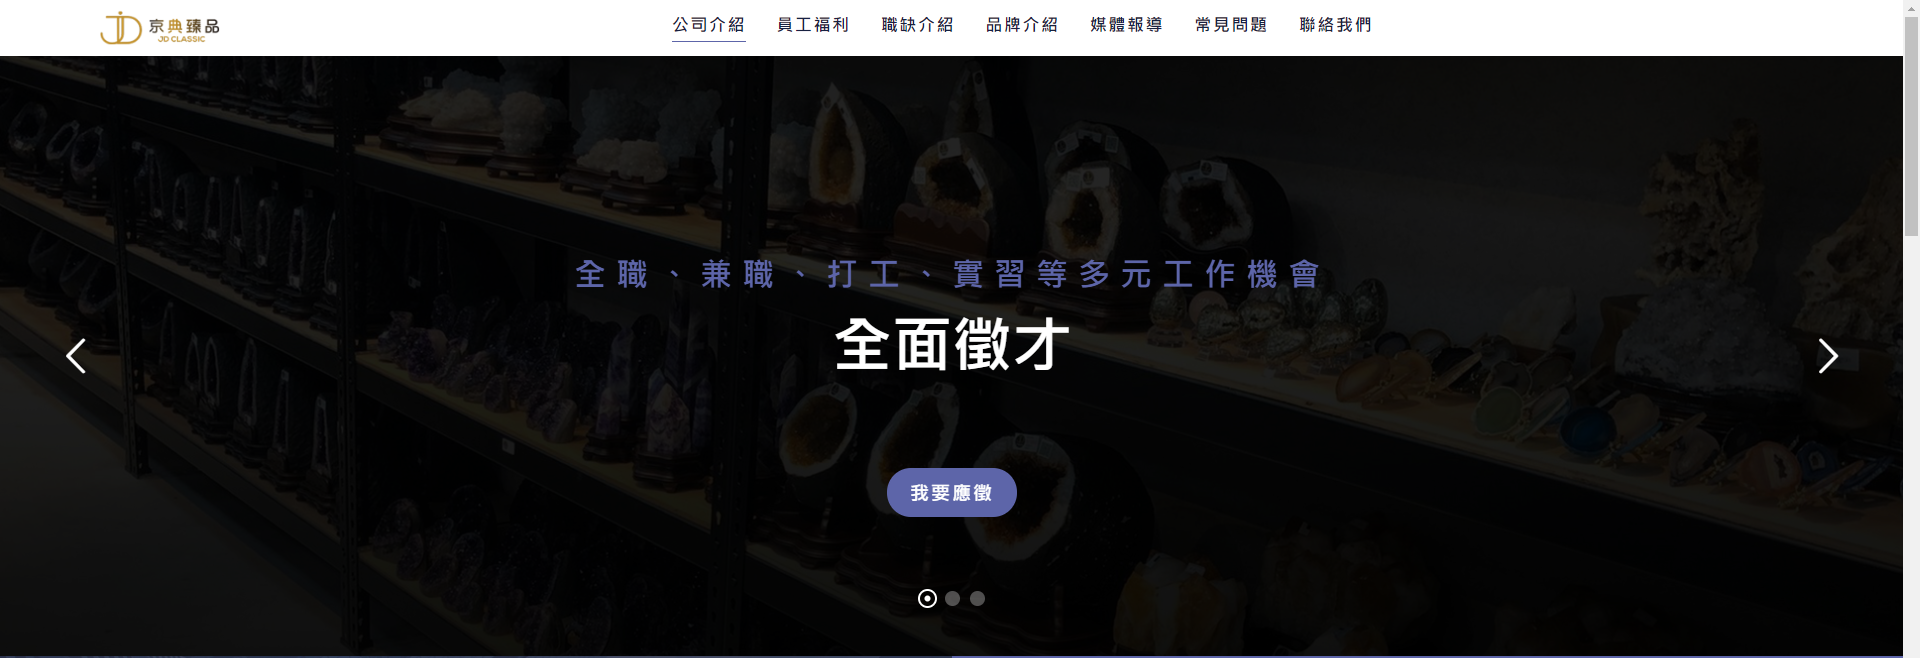 京典臻品
JD CLASSIC
公司介紹 員工福利 職缺介紹 品牌介紹 媒體報導 常見問題 聯絡我們
全職、兼職、打工、實習等多元工作機會
全面徵才
我要應徵